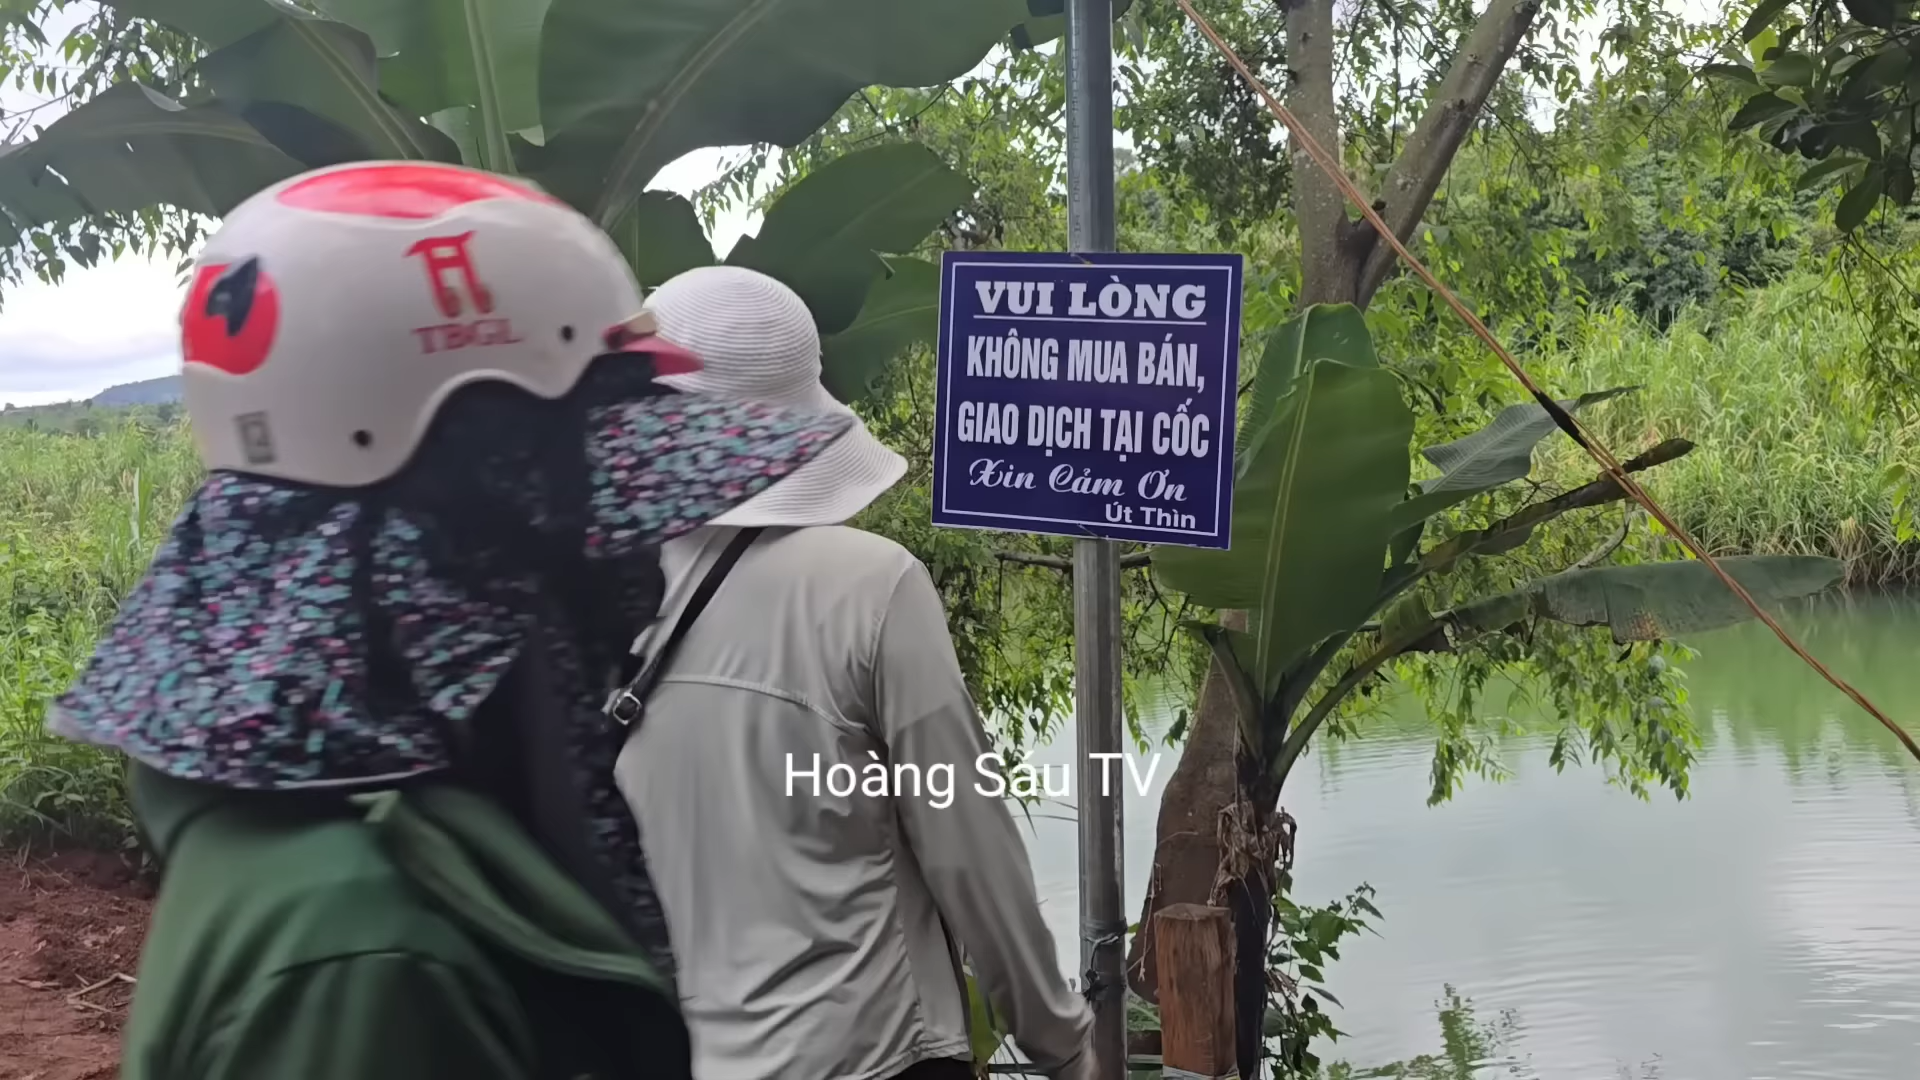 TBGL
VUI LÒNG
KHÔNG MUA BÁN,
GIAO DỊCH TẠI CỐC
Xin Cảm Ơn
Út Thìn
Hoàng Sáu TV